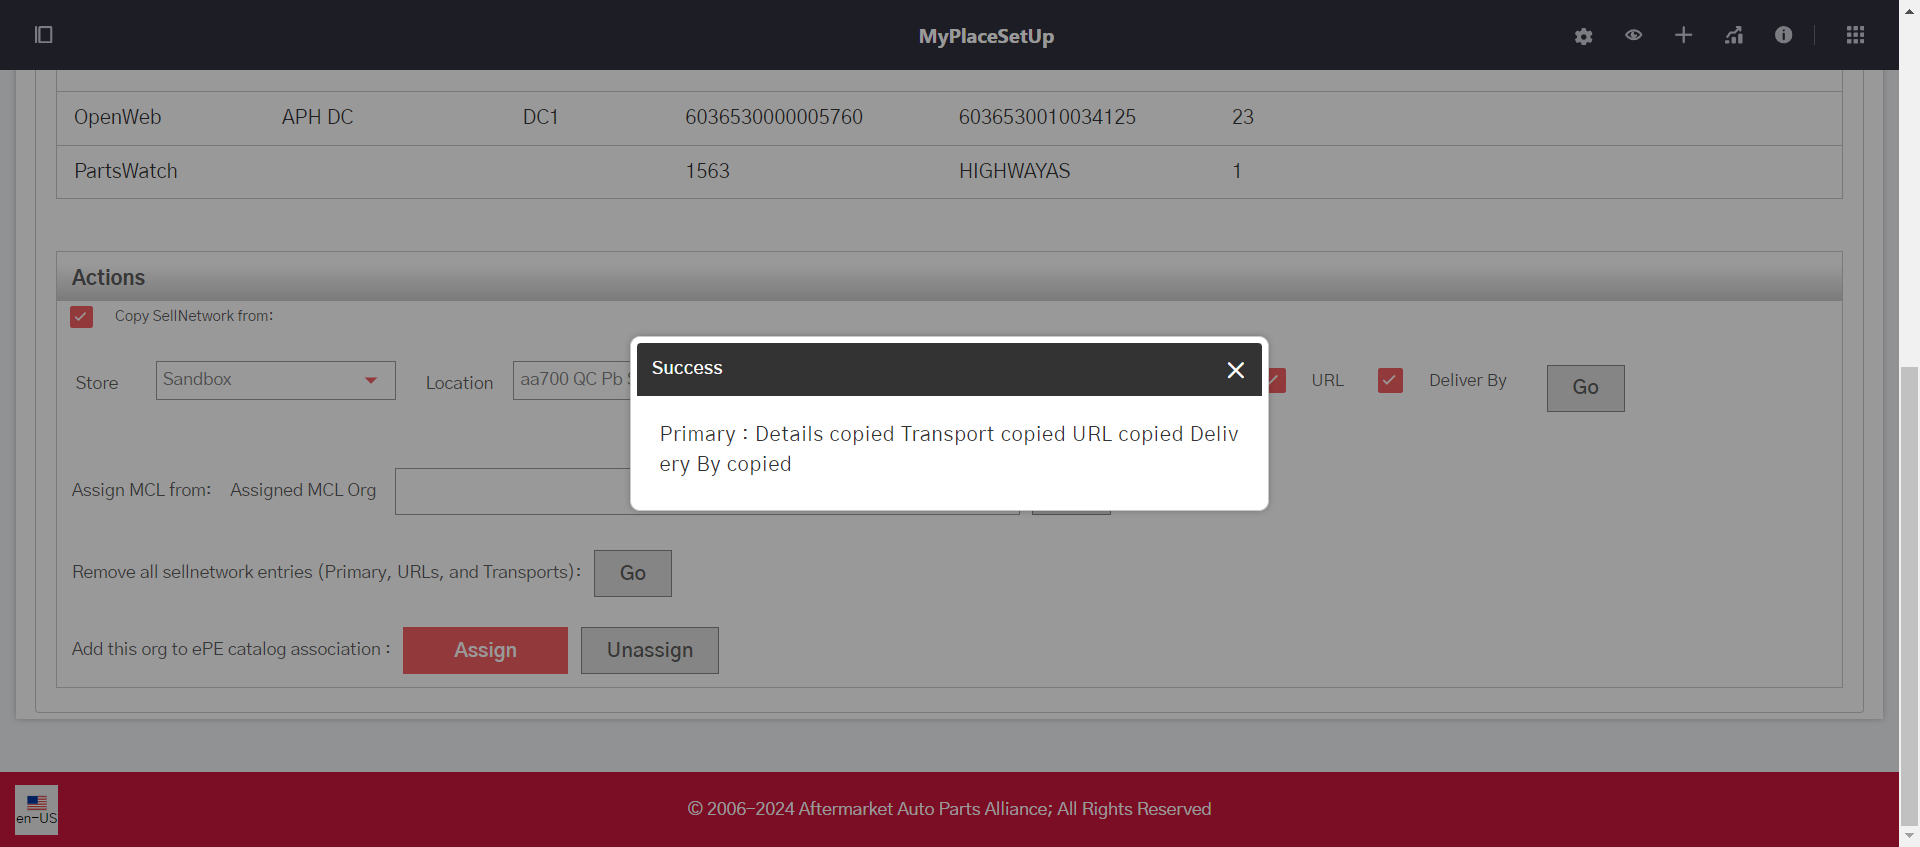 MyPlaceSetUp
OpenWeb APH DC DC1 6036530000005760 6036530010034125 23
PartsWatch 1563 HIGHWAYAS 1
Actions
Copy SellNetwork from:
Store Sandbox Location aa700 QC Pb URL Deliver By Go
Success
Primary : Details copied Transport copied URL copied Deliv
ery By copied
Assign MCL from: Assigned MCL Org
Remove all sellnetwork entries (Primary, URLs, and Transports): Go
Add this org to ePE catalog association : Assign Unassign
en-US
© 2006-2024 Aftermarket Auto Parts Alliance; All Rights Reserved